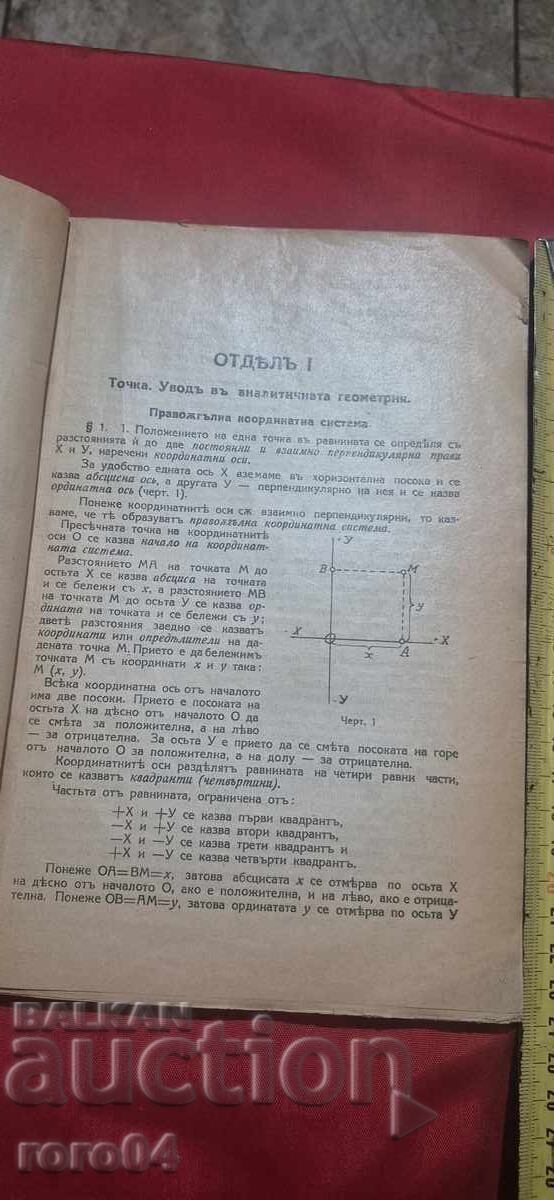 ОТДѢЛЪ I
Точка. Уводъ въ аналитичната геометрия.
Правожгълна координатна система
§ 1. 1. Положението на една точка въ равнината се опредѣля съ
разстоянията ѝ до две постоянни и взаимно перпендикулярна прави
X и У, наречени координатни оси.
За удобство едната ось X вземаме въ хоризонтална посока и се
казва абсцисна ось, а другата У — перпендикулярно на нея и се казва
ординатна ось (черт. 1).
Понеже координатнитѣ оси сѫ взаимно перпендикулярни, то каз-
ваме, че тѣ образуватъ правожгълна координатна система.
Пресѣчната точка на координатнитѣ
оси О се казва начало на координат-
ната система.
Разстоянието МА на точката М до
остьта X се казва абсциса на точката
и се бележи съ x, а разстоянието МВ
на точката М до осьта У се казва ор-
дината на точката и се бележи съ y;
дветѣ разстояния заедно се казватъ
координати или опредѣлители на да-
дената точка М. Прието е да бележимъ
точката М съ координати x и y така:
М (x, y).
Всѣка координатна ось отъ началото
има две посоки. Прието е посоката на
остьта X на дѣсно отъ началото О да
се смѣта за положителна, а на лѣво
— за отрицателна. За осьта У е прието да се смѣта посоката на горе
отъ началото О за положителна, а на долу — за отрицателна.
У
В
М
y
X
O
x
А
X
У
Черт. 1
Координатнитѣ оси раздѣлятъ равнината на четири равни части,
които се казватъ квадранти (четвъртини).
Частьта отъ равнината, ограничена отъ:
+X и +У се казва първи квадрантъ,
—X и +У се казва втори квадрантъ,
—X и —У се казва трети квадрантъ и
+X и —У се казва четвърти квадрантъ.
Понеже ОА=ВМ=x, затова абсцисата x се отмѣрва по осьта X
на дѣсно отъ началото О, ако е положителна, и на лѣво, ако е отрица-
телна. Понеже ОВ=АМ=y, затова ординатата y се отмѣрва по осьта У
BALKAN
auction
roro04